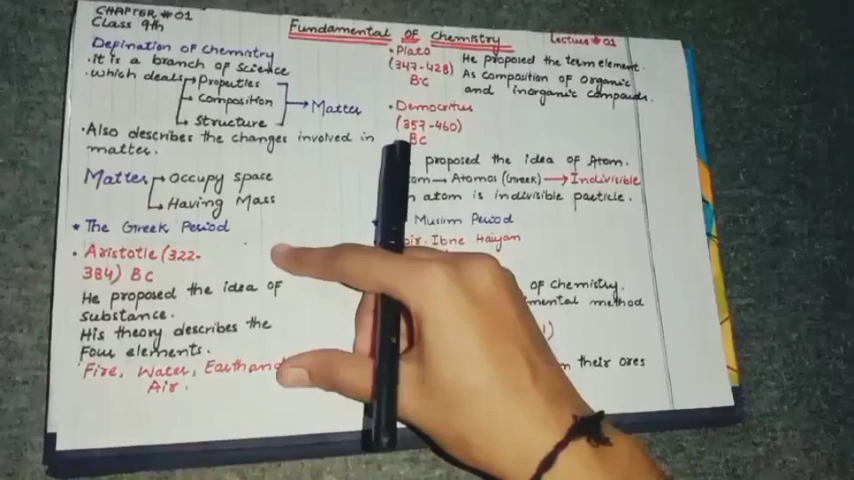 CHAPTER #01
Class 9th
Fundamental OF Chemistry
Lecture #01
Defination of Chemistry
. It is a branch of Science
. which deals
Properties
Composition
Structure
Matter
. Also describes the changes involved in
matter.
Matter
Occupy space
Having Mass
* The Greek Period
. Aristotle (322-
384) BC
He proposed the idea of
substance.
His theory describes the
Four elements.
Fire, Water, Earth and
Air.
. Plato
(347-428)
BC
He proposed the term element.
As composition of organic
and inorganic compounds.
. Democritus
(357-460)
BC
proposed the idea of Atom.
Atomos (Greek) → Indivisible
atom is indivisible particle.
Muslim Period
Ibne Haiyan
of chemistry.
method
their ores